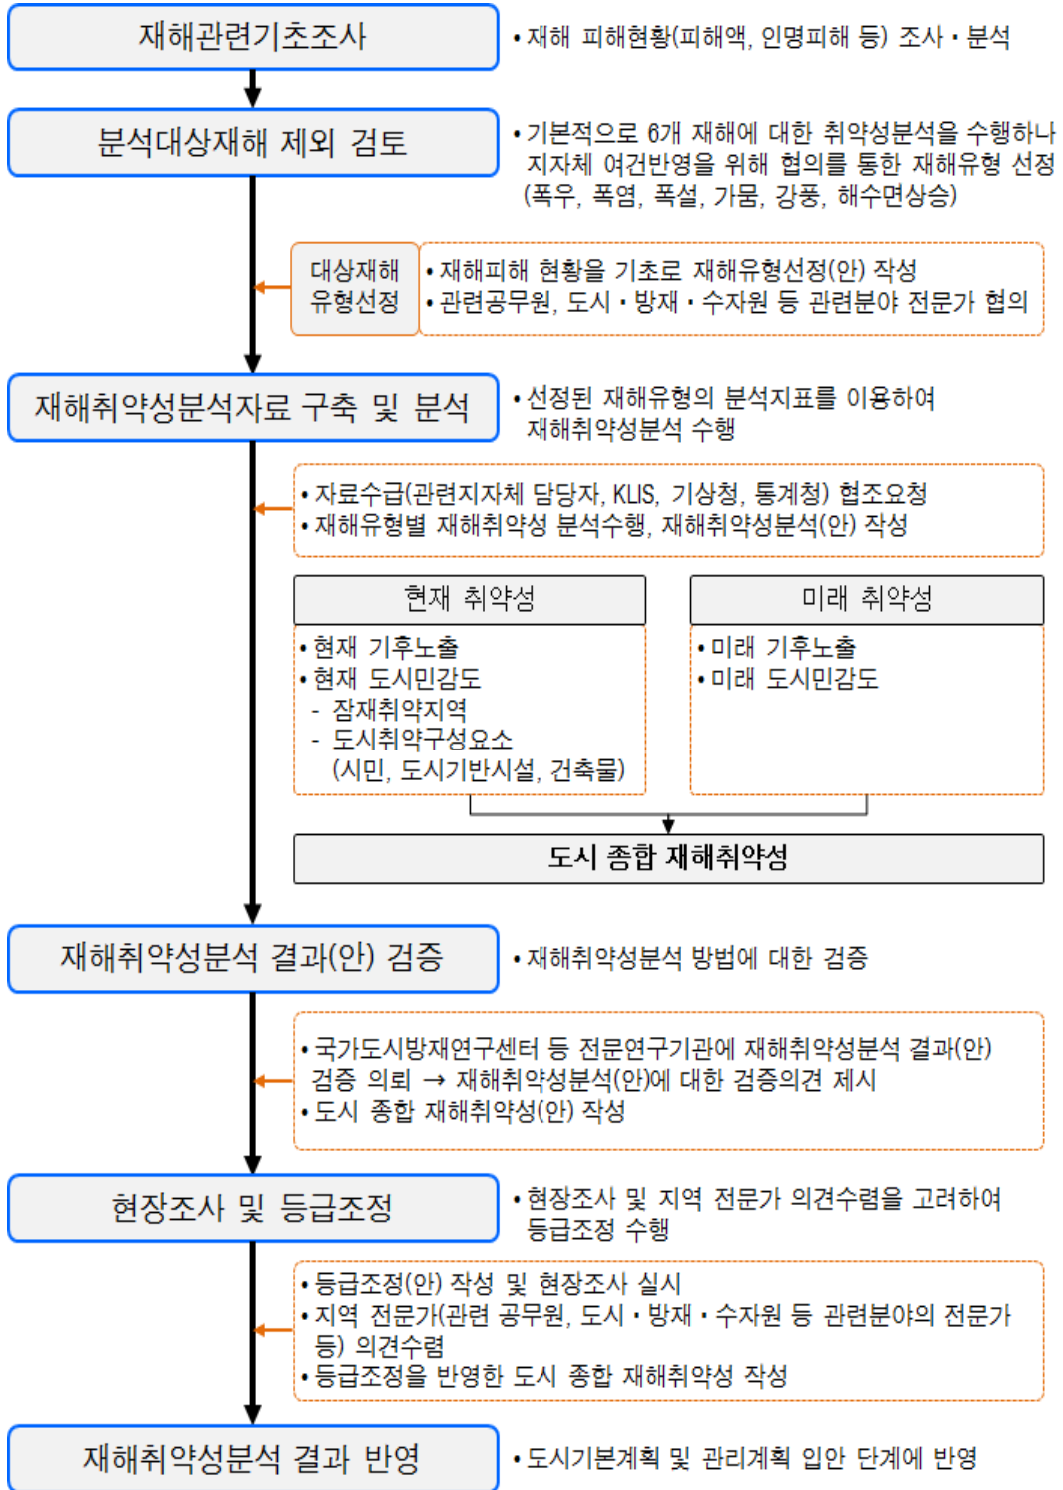 재해관련기초조사
• 재해 피해현황(피해액, 인명피해 등) 조사・분석
분석대상재해 제외 검토
• 기본적으로 6개 재해에 대한 취약성분석을 수행하나
지자체 여건반영을 위해 협의를 통한 재해유형 선정
(폭우, 폭염, 폭설, 가뭄, 강풍, 해수면상승)
대상재해
유형선정
• 재해피해 현황을 기초로 재해유형선정(안) 작성
• 관련공무원, 도시・방재・수자원 등 관련분야 전문가 협의
재해취약성분석자료 구축 및 분석
• 선정된 재해유형의 분석지표를 이용하여
재해취약성분석 수행
• 자료수급(관련지자체 담당자, KLIS, 기상청, 통계청) 협조요청
• 재해유형별 재해취약성 분석수행, 재해취약성분석(안) 작성
현재 취약성
• 현재 기후노출
• 현재 도시민감도
- 잠재취약지역
- 도시취약구성요소
(시민, 도시기반시설, 건축물)
미래 취약성
• 미래 기후노출
• 미래 도시민감도
도시 종합 재해취약성
재해취약성분석 결과(안) 검증
• 재해취약성분석 방법에 대한 검증
• 국가도시방재연구센터 등 전문연구기관에 재해취약성분석 결과(안)
검증 의뢰 → 재해취약성분석(안)에 대한 검증의견 제시
• 도시 종합 재해취약성(안) 작성
현장조사 및 등급조정
• 현장조사 및 지역 전문가 의견수렴을 고려하여
등급조정 수행
• 등급조정(안) 작성 및 현장조사 실시
• 지역 전문가(관련 공무원, 도시・방재・수자원 등 관련분야의 전문가
등) 의견수렴
• 등급조정을 반영한 도시 종합 재해취약성 작성
재해취약성분석 결과 반영
• 도시기본계획 및 관리계획 입안 단계에 반영